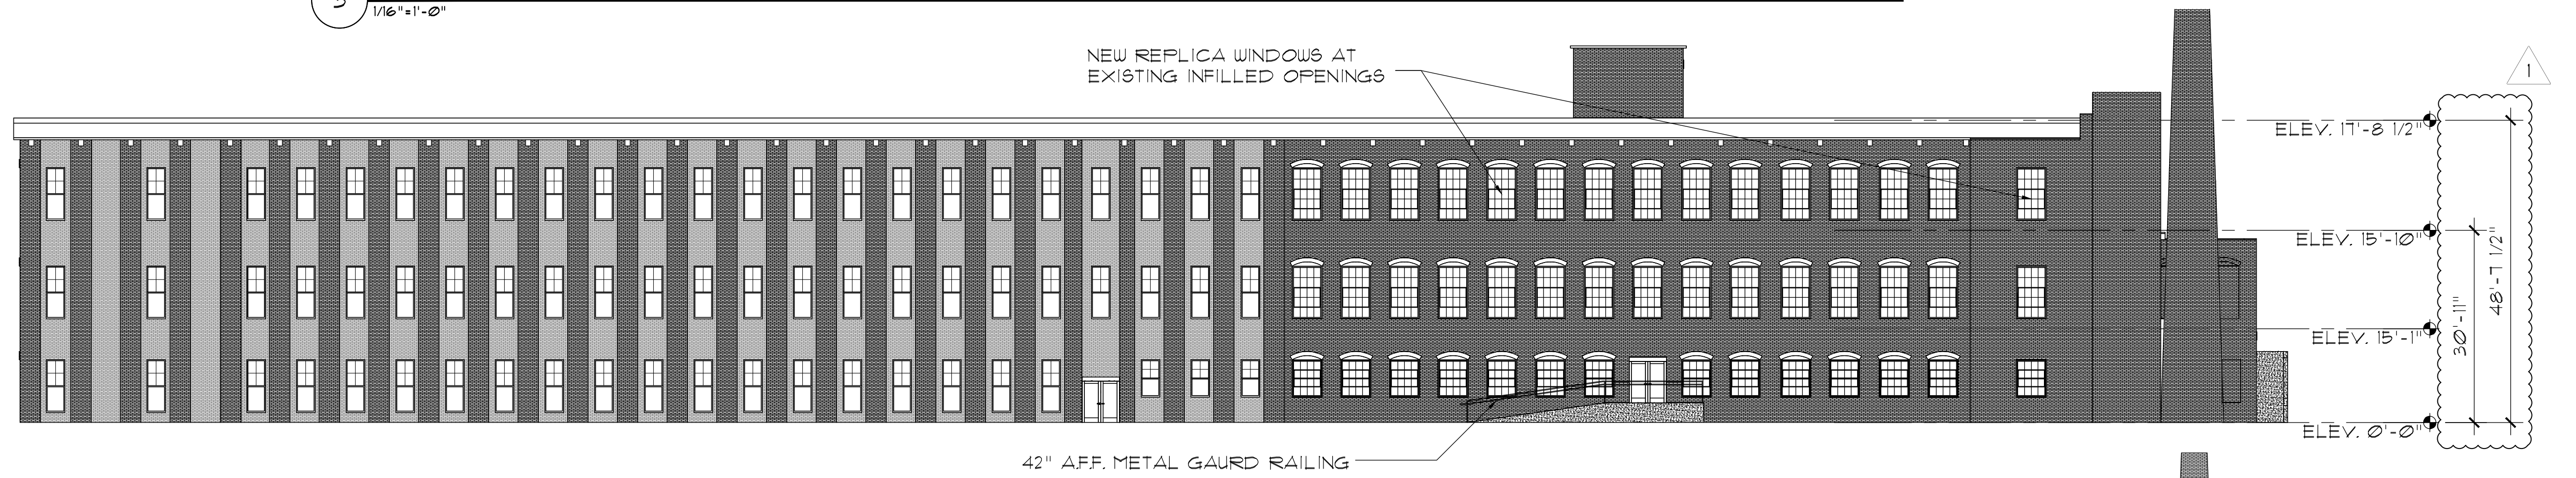 1/16"=1'-0"
NEW REPLICA WINDOWS AT
EXISTING INFILLED OPENINGS
1
ELEV. 17'-8 1/2"
ELEV. 15'-10"
ELEV. 15'-1"
ELEV. 0'-0"
30'-11"
48'-7 1/2"
42" A.F.F. METAL GAURD RAILING